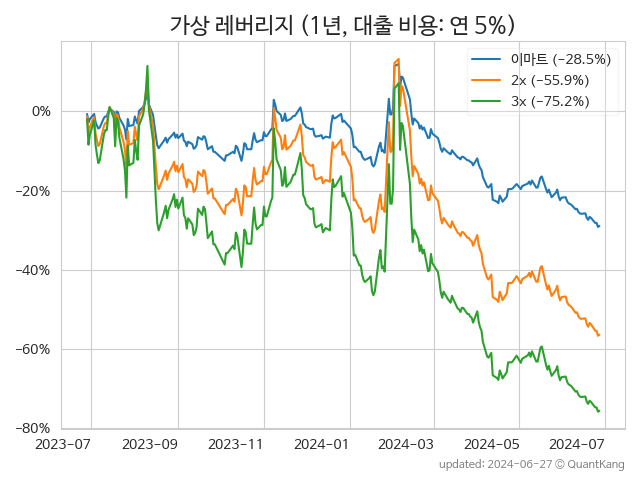 가상 레버리지 (1년, 대출 비용: 연 5%)
이마트 (−28.5%)
2x (−55.9%)
3x (−75.2%)
0%
−20%
−40%
−60%
−80%
2023-07 2023-09 2023-11 2024-01 2024-03 2024-05 2024-07
updated: 2024-06-27 © QuantKang